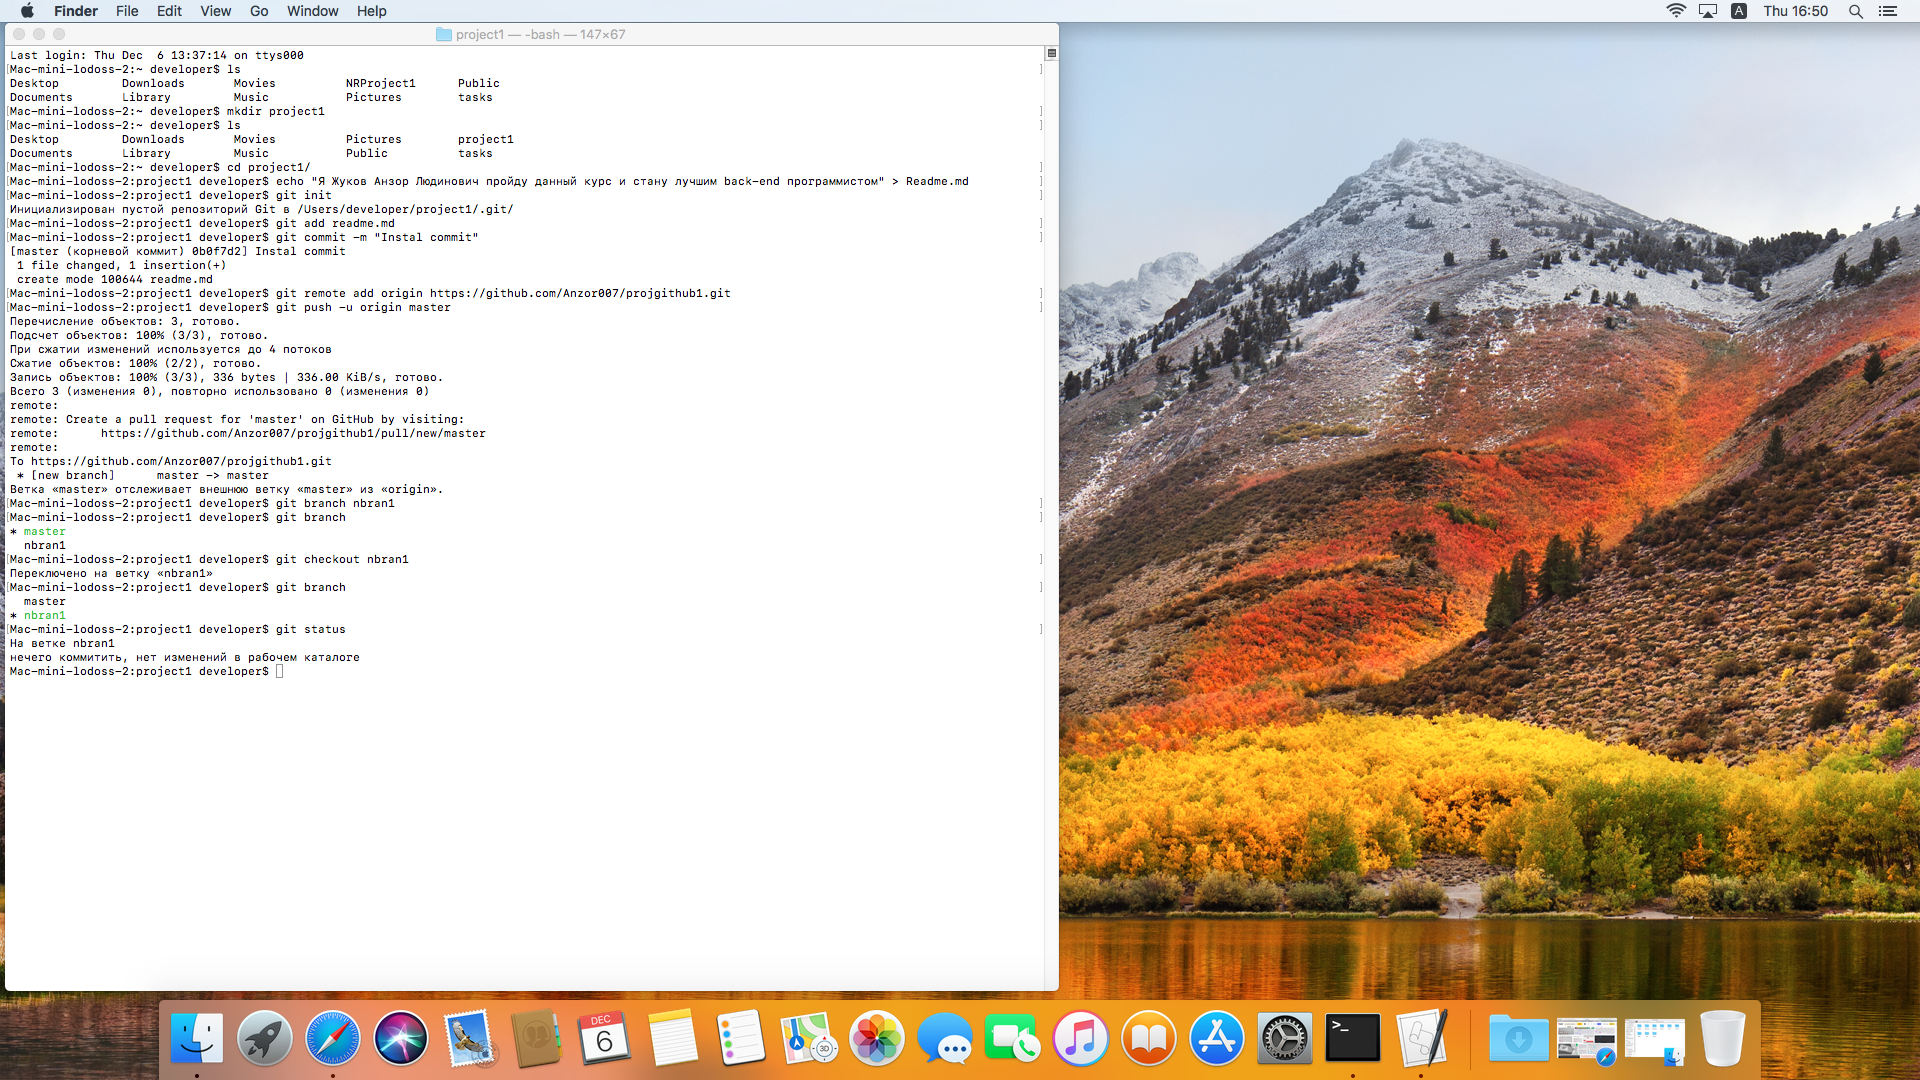 Finder File Edit View Go Window Help
A Thu 16:50
project1 — -bash — 147×67
Last login: Thu Dec  6 13:37:14 on ttys000
[Mac-mini-lodoss-2:~ developer$ ls ]
Desktop Downloads Movies NRProject1 Public
Documents Library Music Pictures tasks
[Mac-mini-lodoss-2:~ developer$ mkdir project1 ]
[Mac-mini-lodoss-2:~ developer$ ls ]
Desktop Downloads Movies Pictures project1
Documents Library Music Public tasks
[Mac-mini-lodoss-2:~ developer$ cd project1/ ]
[Mac-mini-lodoss-2:project1 developer$ echo "Я Жуков Анзор Людинович пройду данный курс и стану лучшим back-end программистом" > Readme.md ]
[Mac-mini-lodoss-2:project1 developer$ git init ]
Инициализирован пустой репозиторий Git в /Users/developer/project1/.git/
[Mac-mini-lodoss-2:project1 developer$ git add readme.md ]
[Mac-mini-lodoss-2:project1 developer$ git commit -m "Instal commit" ]
[master (корневой коммит) 0b0f7d2] Instal commit
 1 file changed, 1 insertion(+)
 create mode 100644 readme.md
[Mac-mini-lodoss-2:project1 developer$ git remote add origin https://github.com/Anzor007/projgithub1.git ]
[Mac-mini-lodoss-2:project1 developer$ git push -u origin master ]
Перечисление объектов: 3, готово.
Подсчет объектов: 100% (3/3), готово.
При сжатии изменений используется до 4 потоков
Сжатие объектов: 100% (2/2), готово.
Запись объектов: 100% (3/3), 336 bytes | 336.00 KiB/s, готово.
Всего 3 (изменения 0), повторно использовано 0 (изменения 0)
remote:
remote: Create a pull request for 'master' on GitHub by visiting:
remote:      https://github.com/Anzor007/projgithub1/pull/new/master
remote:
To https://github.com/Anzor007/projgithub1.git
 * [new branch]      master -> master
Ветка «master» отслеживает внешнюю ветку «master» из «origin».
[Mac-mini-lodoss-2:project1 developer$ git branch nbran1 ]
[Mac-mini-lodoss-2:project1 developer$ git branch ]
* master
  nbran1
[Mac-mini-lodoss-2:project1 developer$ git checkout nbran1 ]
Переключено на ветку «nbran1»
[Mac-mini-lodoss-2:project1 developer$ git branch ]
  master
* nbran1
[Mac-mini-lodoss-2:project1 developer$ git status ]
На ветке nbran1
нечего коммитить, нет изменений в рабочем каталоге
Mac-mini-lodoss-2:project1 developer$
DEC
6
3D
>_